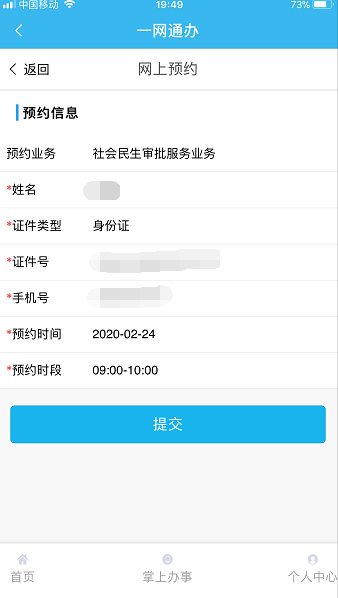 中国移动 19:49 73%
一网通办
返回 网上预约
预约信息
预约业务 社会民生审批服务业务
*姓名
*证件类型 身份证
*证件号
*手机号
*预约时间 2020-02-24
*预约时段 09:00-10:00
提交
首页 掌上办事 个人中心